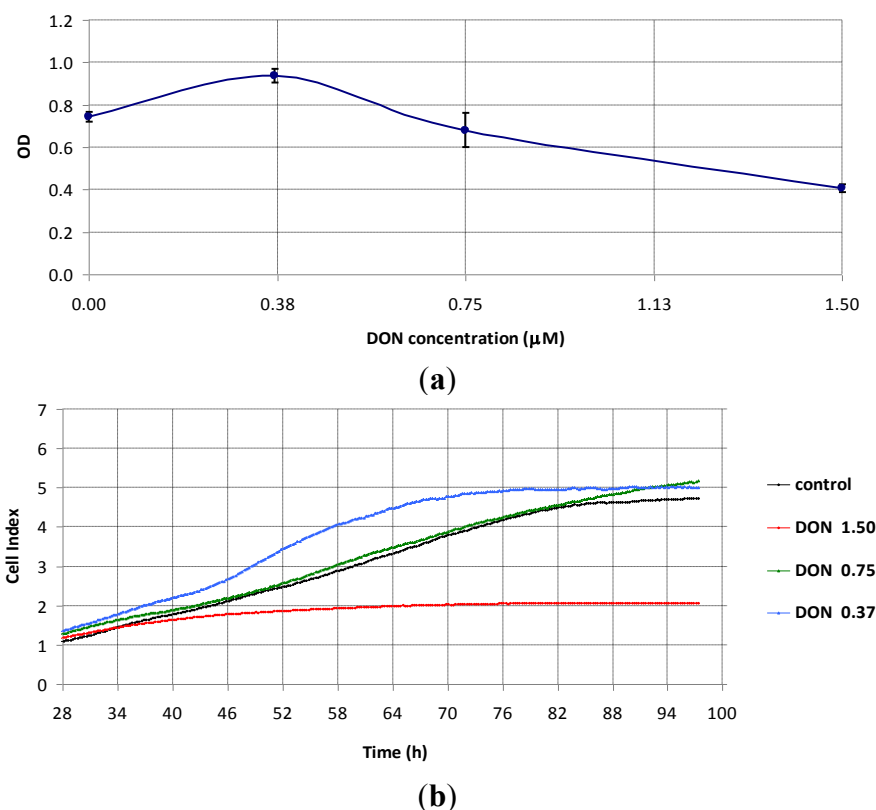 1.2
1.0
0.8
0.6
0.4
0.2
0.0
OD
0.00 0.38 0.75 1.13 1.50
DON concentration (µM)
(a)
7
6
5
4
3
2
1
0
Cell Index
28 34 40 46 52 58 64 70 76 82 88 94 100
Time (h)
control
DON 1.50
DON 0.75
DON 0.37
(b)